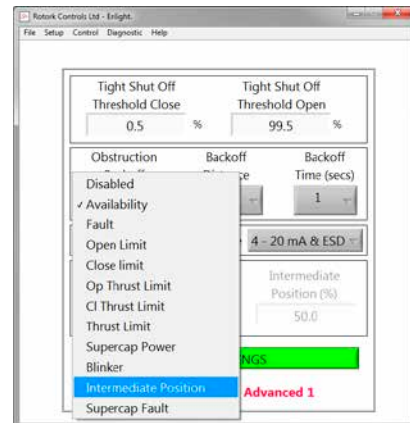 Rotork Controls Ltd - Enlight.
File Setup Control Diagnostic Help
Tight Shut Off Tight Shut Off
Threshold Close Threshold Open
0.5 % 99.5 %
Obstruction Backoff Backoff
Time (secs)
Disabled
✓ Availability 1
Fault
Open Limit 4 - 20 mA & ESD
Close limit
Op Thrust Limit Intermediate
Cl Thrust Limit Position (%)
Thrust Limit 50.0
Supercap Power
Blinker
Intermediate Position Advanced 1
Supercap Fault